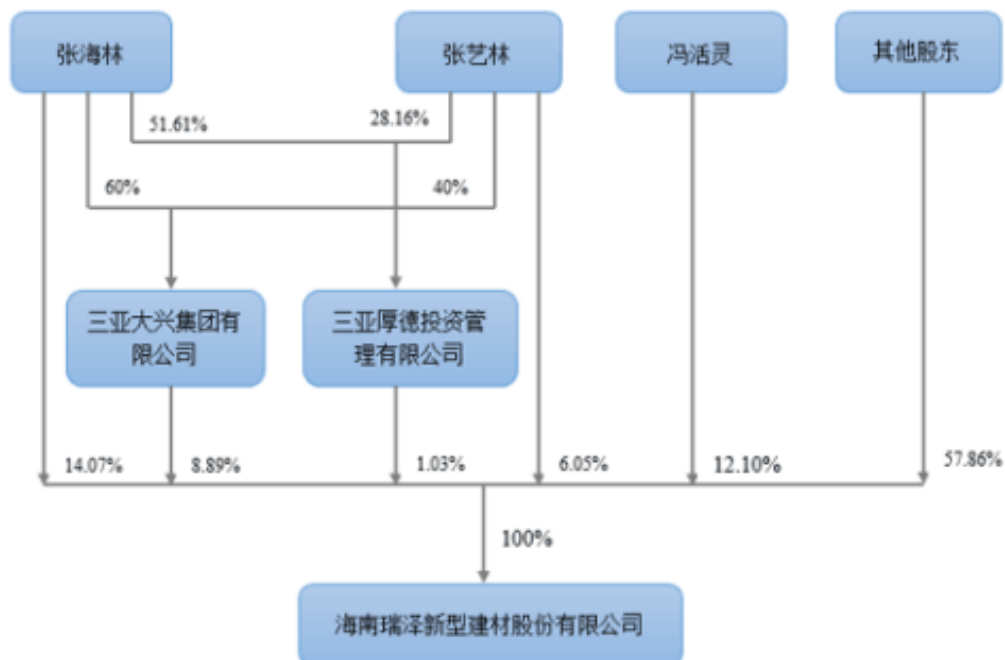 张海林
张艺林
冯活灵
其他股东
51.61%
28.16%
60%
40%
三亚大兴集团有
限公司
三亚厚德投资管
理有限公司
14.07%
8.89%
1.03%
6.05%
12.10%
57.86%
100%
海南瑞泽新型建材股份有限公司